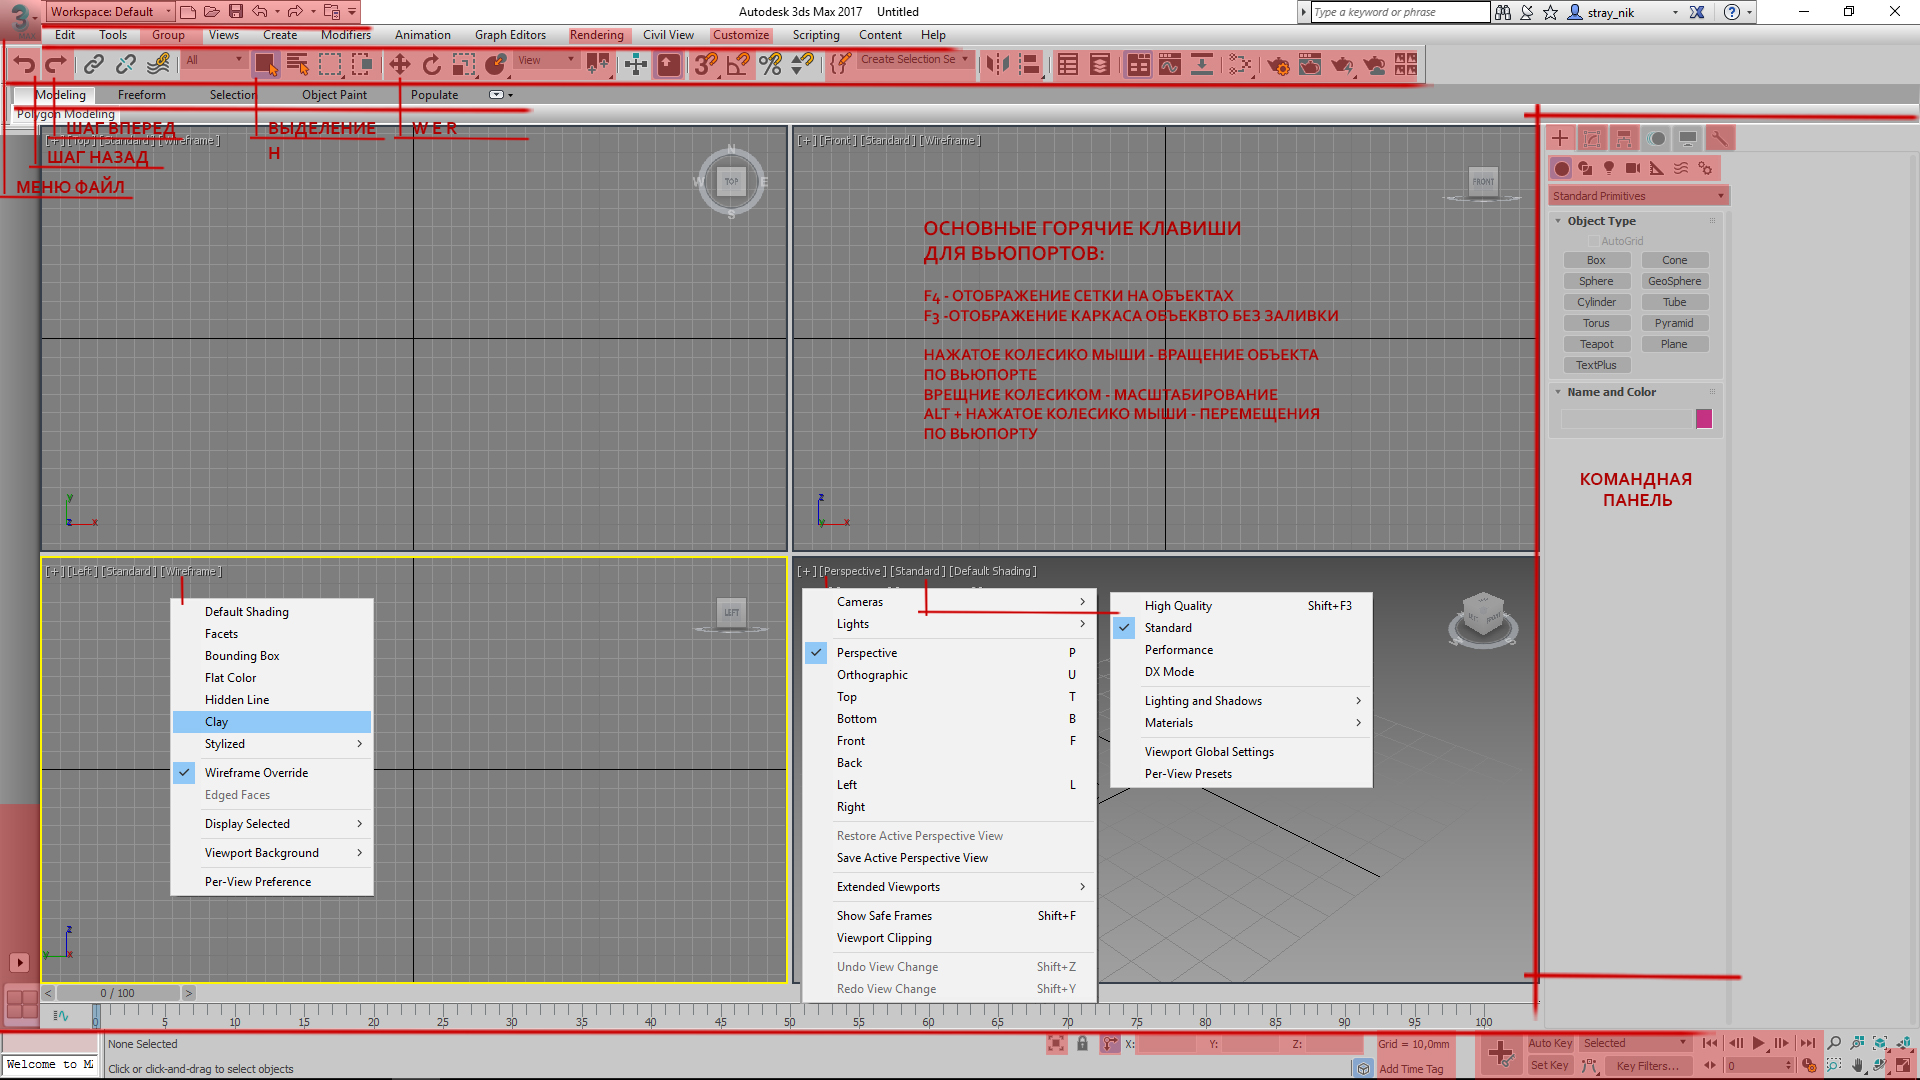 Workspace: Default
Autodesk 3ds Max 2017 Untitled
Type a keyword or phrase
stray_nik
3
MAX
Edit Tools Group Views Create Modifiers Animation Graph Editors Rendering Civil View Customize Scripting Content Help
All
View
Create Selection Se
Modeling Freeform Selection Object Paint Populate
Polygon Modeling
ШАГ ВПЕРЕД
ВЫДЕЛЕНИЕ
W E R
[+] [Top] [Standard] [Wireframe]
[+] [Front] [Standard] [Wireframe]
Н
ШАГ НАЗАД
МЕНЮ ФАЙЛ
N
W TOP E
S
FRONT
ОСНОВНЫЕ ГОРЯЧИЕ КЛАВИШИ
ДЛЯ ВЬЮПОРТОВ:
F4 - ОТОБРАЖЕНИЕ СЕТКИ НА ОБЪЕКТАХ
F3 -ОТОБРАЖЕНИЕ КАРКАСА ОБЪЕКВТО БЕЗ ЗАЛИВКИ
НАЖАТОЕ КОЛЕСИКО МЫШИ - ВРАЩЕНИЕ ОБЪЕКТА
ПО ВЬЮПОРТЕ
ВРЕЩНИЕ КОЛЕСИКОМ - МАСШТАБИРОВАНИЕ
ALT + НАЖАТОЕ КОЛЕСИКО МЫШИ - ПЕРЕМЕЩЕНИЯ
ПО ВЬЮПОРТУ
y
z x
z
y x
Standard Primitives
Object Type
AutoGrid
Box Cone
Sphere GeoSphere
Cylinder Tube
Torus Pyramid
Teapot Plane
TextPlus
Name and Color
КОМАНДНАЯ
ПАНЕЛЬ
[+] [Left] [Standard] [Wireframe]
LEFT
Default Shading
Facets
Bounding Box
Flat Color
Hidden Line
Clay
Stylized
Wireframe Override
Edged Faces
Display Selected
Viewport Background
Per-View Preference
z
y x
[+] [Perspective] [Standard] [Default Shading]
Cameras
Lights
Perspective P
Orthographic U
Top T
Bottom B
Front F
Back
Left L
Right
Restore Active Perspective View
Save Active Perspective View
Extended Viewports
Show Safe Frames Shift+F
Viewport Clipping
Undo View Change Shift+Z
Redo View Change Shift+Y
High Quality Shift+F3
Standard
Performance
DX Mode
Lighting and Shadows
Materials
Viewport Global Settings
Per-View Presets
< 0 / 100 >
0 5 10 15 20 25 30 35 40 45 50 55 60 65 70 75 80 85 90 95 100
None Selected
X: Y: Z: Grid = 10,0mm
Auto Key Selected
Welcome to M
Click or click-and-drag to select objects
Add Time Tag
Set Key Key Filters...
0